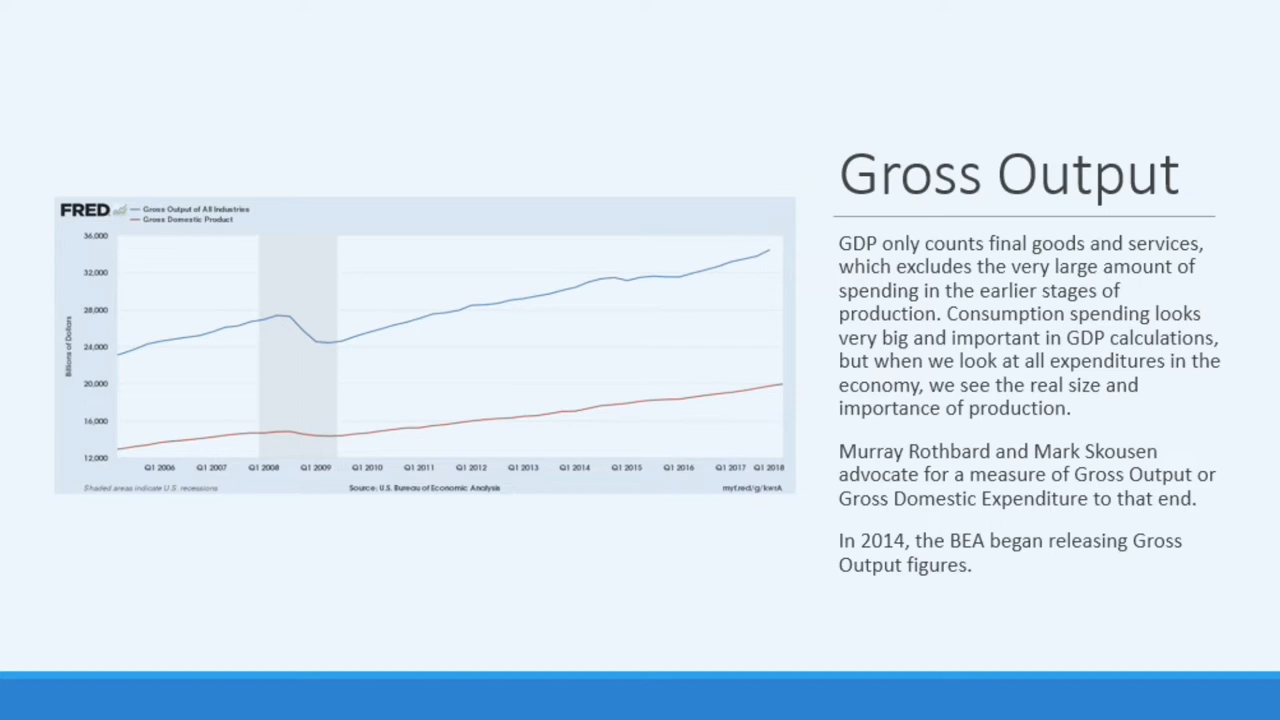 Gross Output
FRED
Gross Output of All Industries
Gross Domestic Product
36,000
32,000
28,000
24,000
20,000
16,000
12,000
Billions of Dollars
Q1 2006 Q1 2007 Q1 2008 Q1 2009 Q1 2010 Q1 2011 Q1 2012 Q1 2013 Q1 2014 Q1 2015 Q1 2016 Q1 2017 Q1 2018
Shaded areas indicate U.S. recessions Source: U.S. Bureau of Economic Analysis
GDP only counts final goods and services,
which excludes the very large amount of
spending in the earlier stages of
production. Consumption spending looks
very big and important in GDP calculations,
but when we look at all expenditures in the
economy, we see the real size and
importance of production.
Murray Rothbard and Mark Skousen
advocate for a measure of Gross Output or
Gross Domestic Expenditure to that end.
In 2014, the BEA began releasing Gross
Output figures.